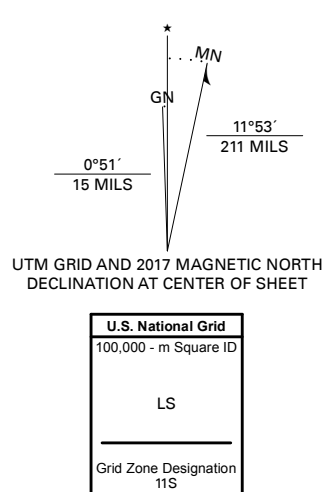 ★
MN
GN
11°53´
211 MILS
0°51´
15 MILS
UTM GRID AND 2017 MAGNETIC NORTH
DECLINATION AT CENTER OF SHEET
U.S. National Grid
100,000 - m Square ID
LS
Grid Zone Designation
11S